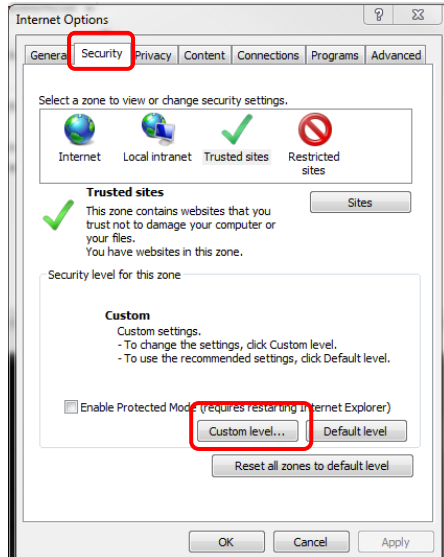 Internet Options
General Security Privacy Content Connections Programs Advanced
Select a zone to view or change security settings.
Internet Local intranet Trusted sites Restricted
sites
Trusted sites
Sites
This zone contains websites that you
trust not to damage your computer or
your files.
You have websites in this zone.
Security level for this zone
Custom
Custom settings.
- To change the settings, click Custom level.
- To use the recommended settings, click Default level.
Enable Protected Mode (requires restarting Internet Explorer)
Custom level... Default level
Reset all zones to default level
OK Cancel Apply